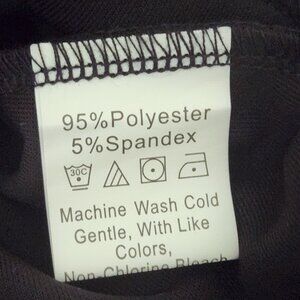 95%Polyester
5%Spandex
30C
Machine Wash Cold
Gentle, With Like
Colors,
Non-Chlorine Bleach